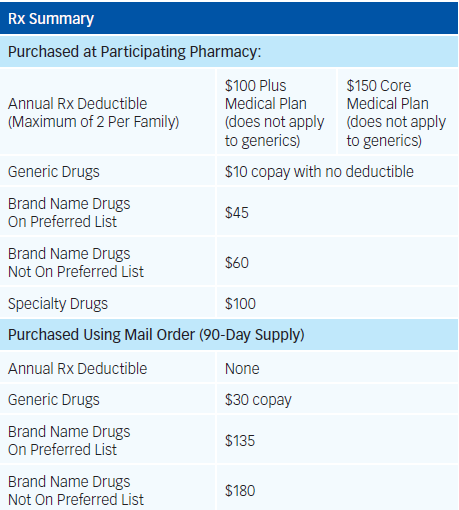 Rx Summary
Purchased at Participating Pharmacy:
Annual Rx Deductible
(Maximum of 2 Per Family)
$100 Plus
Medical Plan
(does not apply
to generics)
$150 Core
Medical Plan
(does not apply
to generics)
Generic Drugs
$10 copay with no deductible
Brand Name Drugs
On Preferred List
$45
Brand Name Drugs
Not On Preferred List
$60
Specialty Drugs
$100
Purchased Using Mail Order (90-Day Supply)
Annual Rx Deductible
None
Generic Drugs
$30 copay
Brand Name Drugs
On Preferred List
$135
Brand Name Drugs
Not On Preferred List
$180